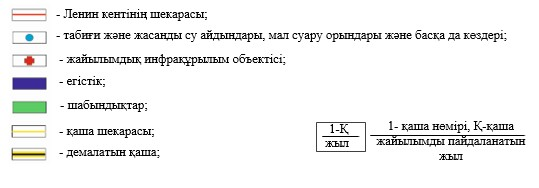 - Ленин кентінің шекарасы;
- табиғи және жасанды су айдындары, мал суару орындары және басқа да көздері;
- жайылымдық инфрақұрылым объектісі;
- егістік;
- шабындықтар;
- қаша шекарасы;
- демалатын қаша;
1-Қ
жыл
1- қаша нөмірі, Қ-қаша
жайылымды пайдаланатын
жыл